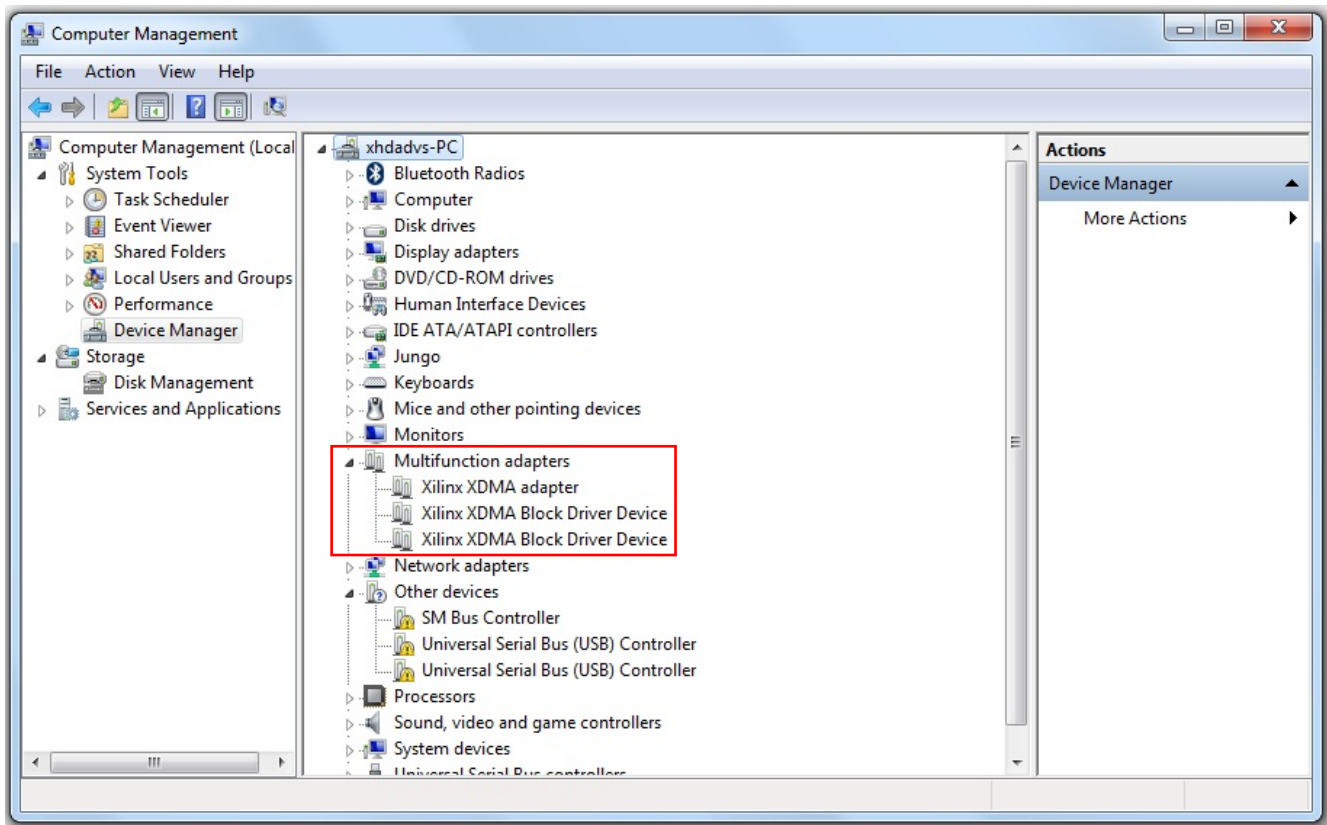 Computer Management
File Action View Help
Computer Management (Local
System Tools
Task Scheduler
Event Viewer
Shared Folders
Local Users and Groups
Performance
Device Manager
Storage
Disk Management
Services and Applications
xhdadvs-PC
Bluetooth Radios
Computer
Disk drives
Display adapters
DVD/CD-ROM drives
Human Interface Devices
IDE ATA/ATAPI controllers
Jungo
Keyboards
Mice and other pointing devices
Monitors
Multifunction adapters
Xilinx XDMA adapter
Xilinx XDMA Block Driver Device
Xilinx XDMA Block Driver Device
Network adapters
Other devices
SM Bus Controller
Universal Serial Bus (USB) Controller
Universal Serial Bus (USB) Controller
Processors
Sound, video and game controllers
System devices
Universal Serial Bus controllers
Actions
Device Manager
More Actions